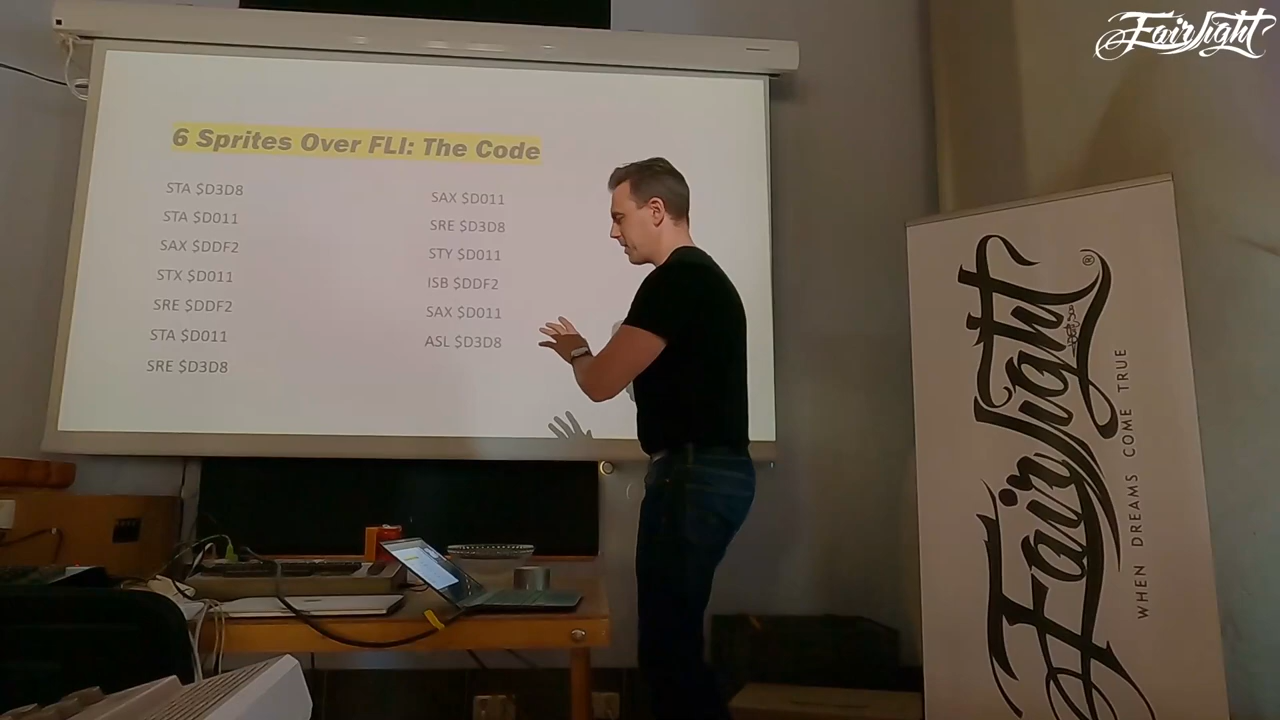 Fairlight
6 Sprites Over FLI: The Code
STA $D3D8
STA $D011
SAX $DDF2
STX $D011
SRE $DDF2
STA $D011
SRE $D3D8
SAX $D011
SRE $D3D8
STY $D011
ISB $DDF2
SAX $D011
ASL $D3D8
Fairlight ®
WHEN DREAMS COME TRUE